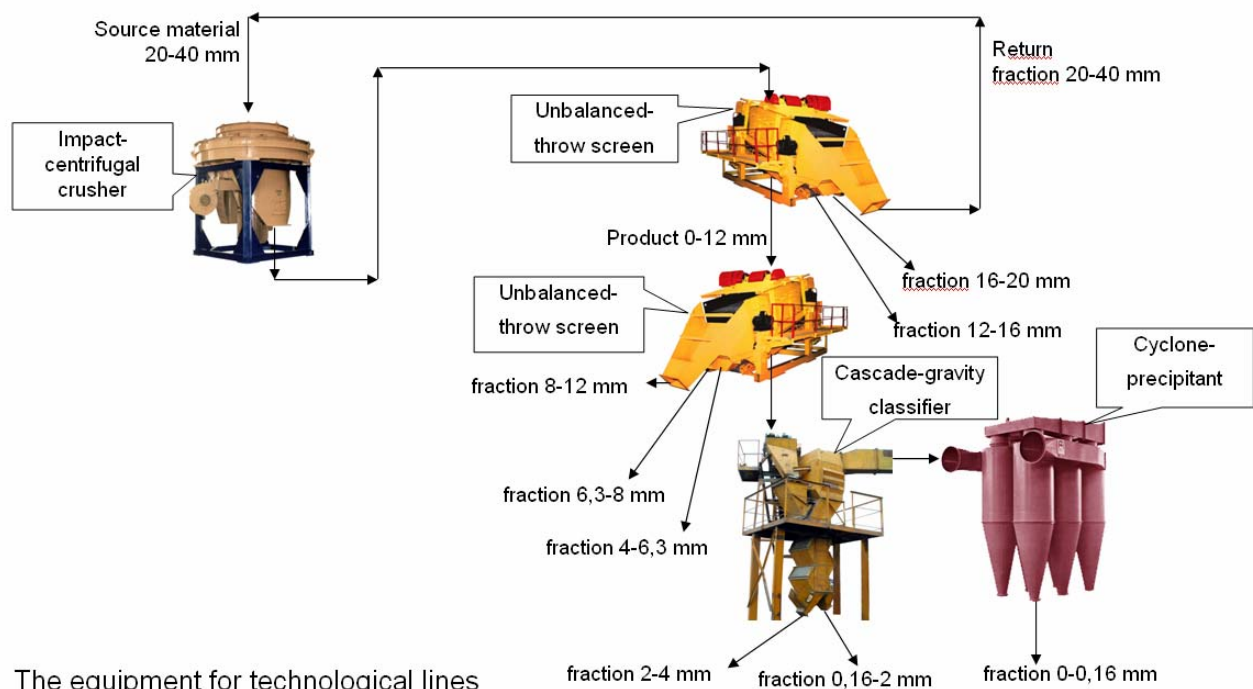 Source material
20-40 mm
Return
fraction 20-40 mm
Impact-
centrifugal
crusher
Unbalanced-
throw screen
Product 0-12 mm
fraction 16-20 mm
fraction 12-16 mm
Unbalanced-
throw screen
fraction 8-12 mm
Cascade-gravity
classifier
Cyclone-
precipitant
fraction 6,3-8 mm
fraction 4-6,3 mm
fraction 2-4 mm
fraction 0,16-2 mm
fraction 0-0,16 mm
The equipment for technological lines